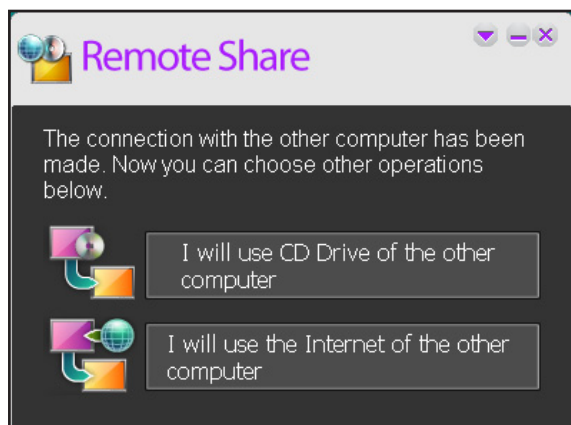 Remote Share
The connection with the other computer has been
made. Now you can choose other operations
below.
I will use CD Drive of the other
computer
I will use the Internet of the other
computer